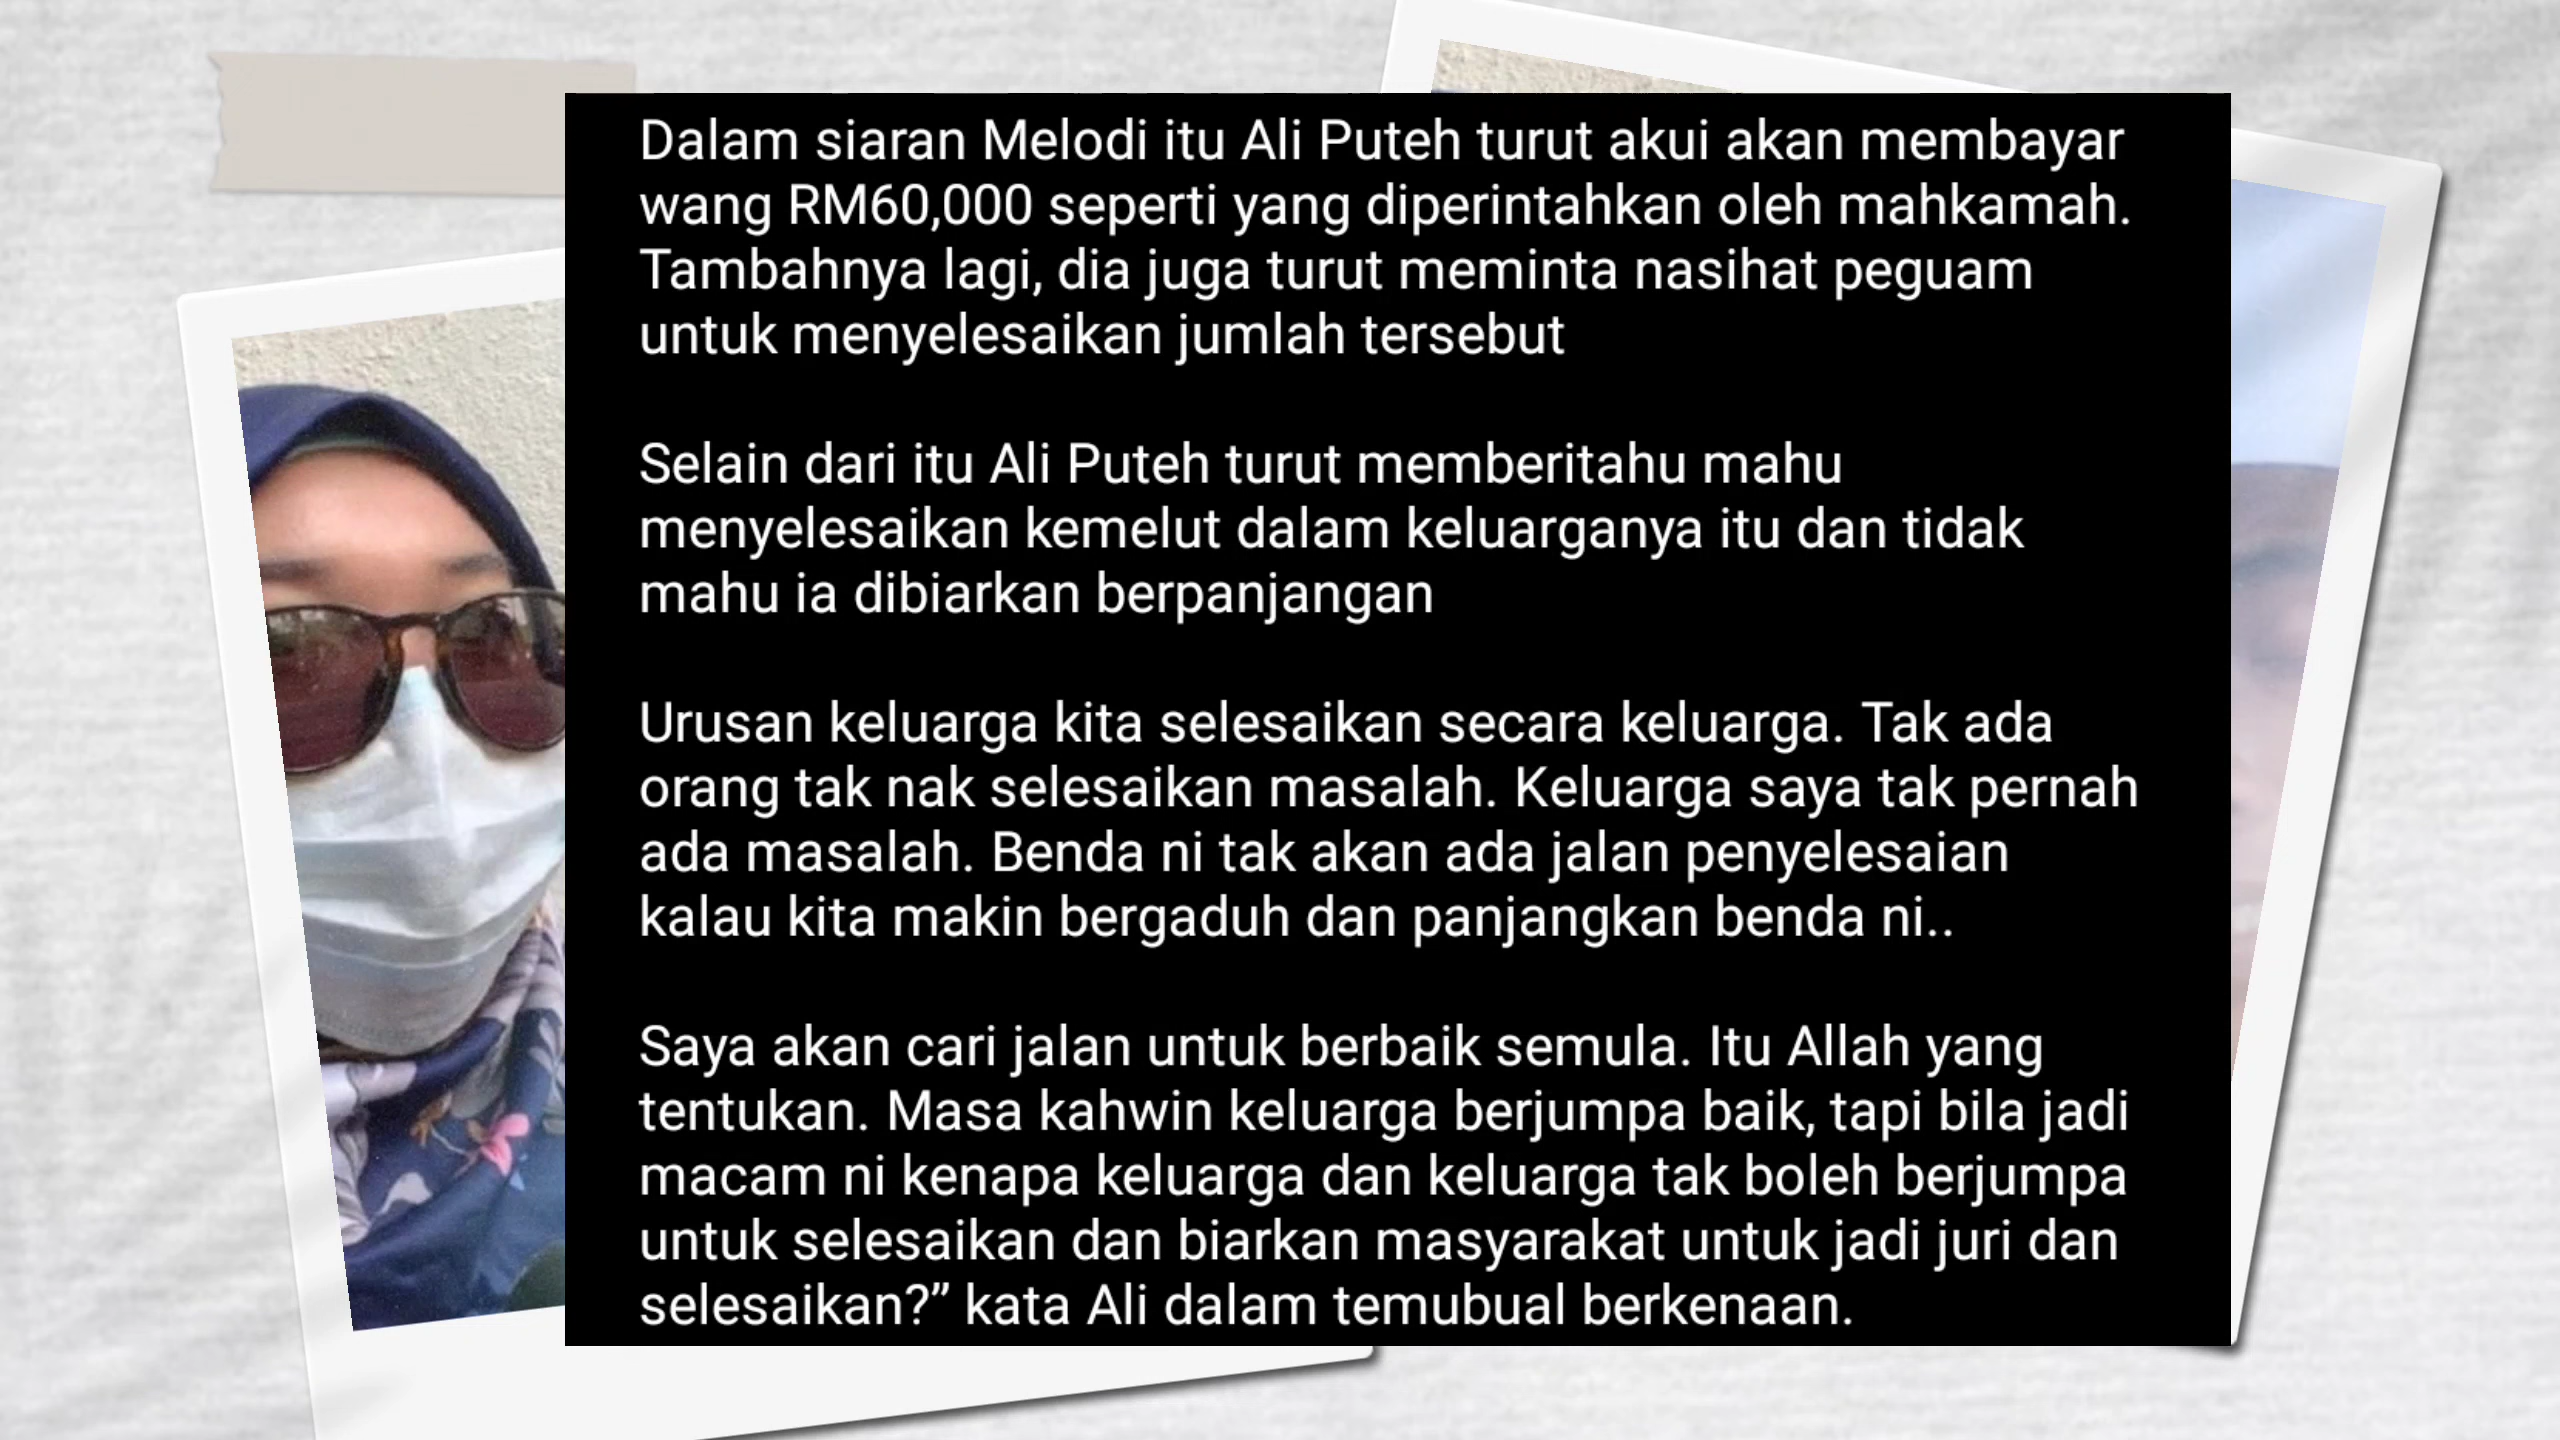 Dalam siaran Melodi itu Ali Puteh turut akui akan membayar
wang RM60,000 seperti yang diperintahkan oleh mahkamah.
Tambahnya lagi, dia juga turut meminta nasihat peguam
untuk menyelesaikan jumlah tersebut
Selain dari itu Ali Puteh turut memberitahu mahu
menyelesaikan kemelut dalam keluarganya itu dan tidak
mahu ia dibiarkan berpanjangan
Urusan keluarga kita selesaikan secara keluarga. Tak ada
orang tak nak selesaikan masalah. Keluarga saya tak pernah
ada masalah. Benda ni tak akan ada jalan penyelesaian
kalau kita makin bergaduh dan panjangkan benda ni..
Saya akan cari jalan untuk berbaik semula. Itu Allah yang
tentukan. Masa kahwin keluarga berjumpa baik, tapi bila jadi
macam ni kenapa keluarga dan keluarga tak boleh berjumpa
untuk selesaikan dan biarkan masyarakat untuk jadi juri dan
selesaikan?” kata Ali dalam temubual berkenaan.